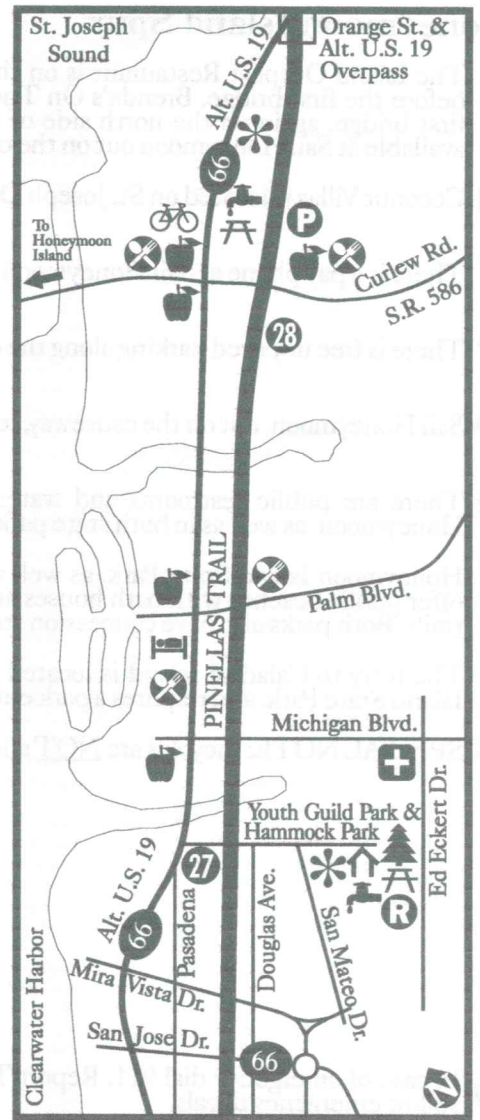 St. Joseph
Sound
Orange St. &
Alt. U.S. 19
Overpass
Alt. U.S. 19
66
P
To
Honeymoon
Island
Curlew Rd.
S.R. 586
28
PINELLAS TRAIL
Palm Blvd.
Michigan Blvd.
Ed Eckert Dr.
Youth Guild Park &
Hammock Park
27
R
Alt. U.S. 19
66
Pasadena
Douglas Ave.
San Mateo Dr.
Mira Vista Dr.
San Jose Dr.
66
Clearwater Harbor
N